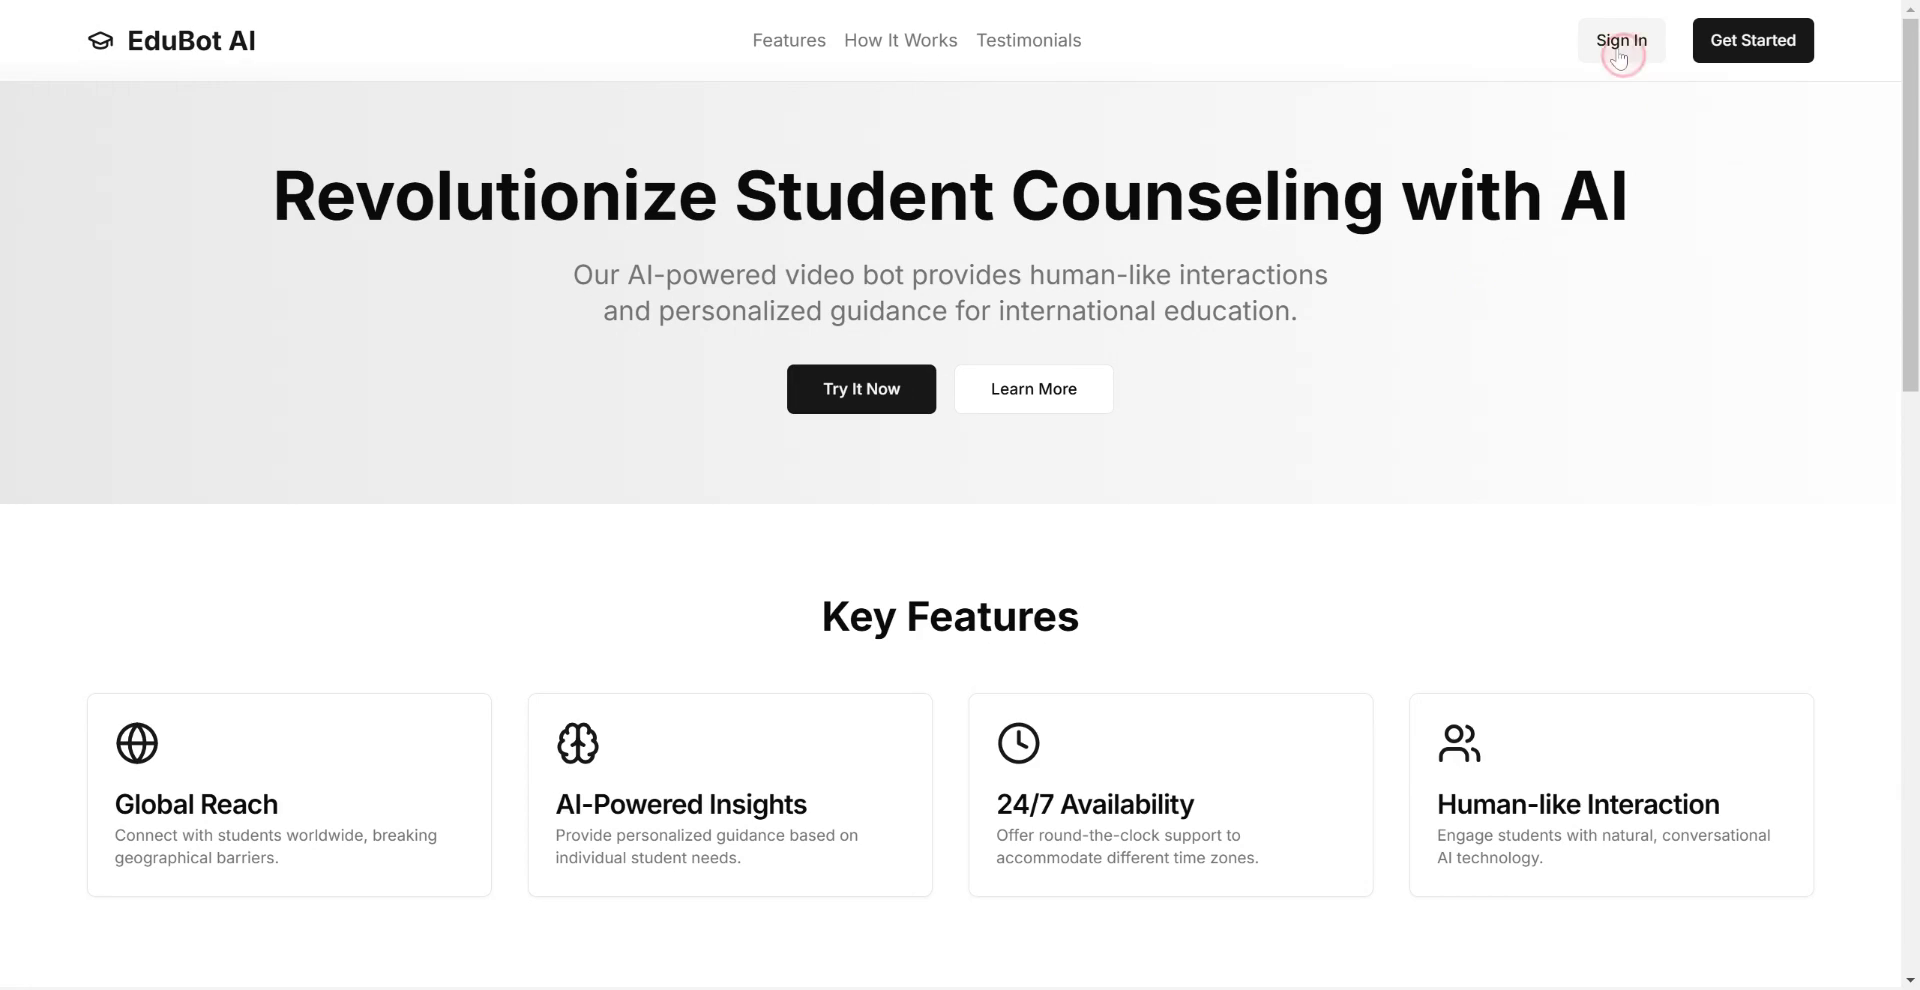 EduBot AI
Features
How It Works
Testimonials
Sign In
Get Started
Revolutionize Student Counseling with AI
Our AI-powered video bot provides human-like interactions
and personalized guidance for international education.
Try It Now
Learn More
Key Features
Global Reach
Connect with students worldwide, breaking
geographical barriers.
AI-Powered Insights
Provide personalized guidance based on
individual student needs.
24/7 Availability
Offer round-the-clock support to
accommodate different time zones.
Human-like Interaction
Engage students with natural, conversational
AI technology.